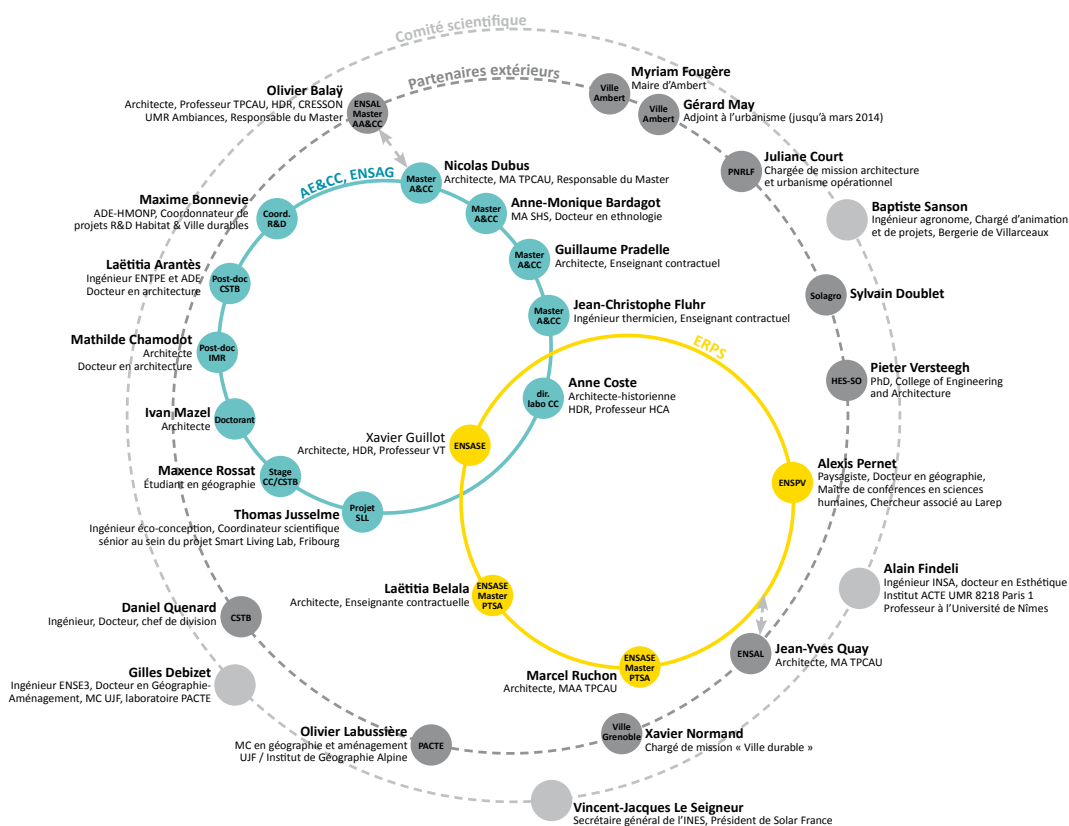 Comité scientifique
Partenaires extérieurs
Olivier Balaÿ
Architecte, Professeur TPCAU, HDR, CRESSON
UMR Ambiances, Responsable du Master
ENSAL
Master
AA&CC
Ville
Ambert
Myriam Fougère
Maire d'Ambert
Ville
Ambert
Gérard May
Adjoint à l'urbanisme (jusqu'à mars 2014)
PNRLF
Juliane Court
Chargée de mission architecture
et urbanisme opérationnel
Baptiste Sanson
Ingénieur agronome, Chargé d'animation
et de projets, Bergerie de Villarceaux
AE&CC, ENSAG
Master
A&CC
Nicolas Dubus
Architecte, MA TPCAU, Responsable du Master
Maxime Bonnevie
ADE-HMONP, Coordonnateur de
projets R&D Habitat & Ville durables
Coord.
R&D
Master
A&CC
Anne-Monique Bardagot
MA SHS, Docteur en ethnologie
Master
A&CC
Guillaume Pradelle
Architecte, Enseignant contractuel
Laëtitia Arantès
Ingénieur ENTPE et ADE
Docteur en architecture
Post-doc
CSTB
Master
A&CC
Jean-Christophe Fluhr
Ingénieur thermicien, Enseignant contractuel
Solagro
Sylvain Doublet
Mathilde Chamodot
Architecte
Docteur en architecture
Post-doc
IMR
ERPS
HES-SO
Pieter Versteegh
PhD, College of Engineering
and Architecture
dir.
labo CC
Anne Coste
Architecte-historienne
HDR, Professeur HCA
Ivan Mazel
Architecte
Doctorant
Xavier Guillot
Architecte, HDR, Professeur VT
ENSASE
Maxence Rossat
Étudiant en géographie
Stage
CC/CSTB
ENSPV
Alexis Pernet
Paysagiste, Docteur en géographie,
Maître de conférences en sciences
humaines, Chercheur associé au Larep
Thomas Jusselme
Ingénieur éco-conception, Coordinateur scientifique
sénior au sein du projet Smart Living Lab, Fribourg
Projet
SLL
Alain Findeli
Ingénieur INSA, docteur en Esthétique
Institut ACTE UMR 8218 Paris 1
Professeur à l'Université de Nîmes
Laëtitia Belala
Architecte, Enseignante contractuelle
ENSASE
Master
PTSA
Daniel Quenard
Ingénieur, Docteur, chef de division
CSTB
ENSAL
Jean-Yves Quay
Architecte, MA TPCAU
Marcel Ruchon
Architecte, MAA TPCAU
ENSASE
Master
PTSA
Gilles Debizet
Ingénieur ENSE3, Docteur en Géographie-
Aménagement, MC UJF, laboratoire PACTE
Olivier Labussière
MC en géographie et aménagement
UJF / Institut de Géographie Alpine
PACTE
Ville
Grenoble
Xavier Normand
Chargé de mission « Ville durable »
Vincent-Jacques Le Seigneur
Secrétaire général de l'INES, Président de Solar France